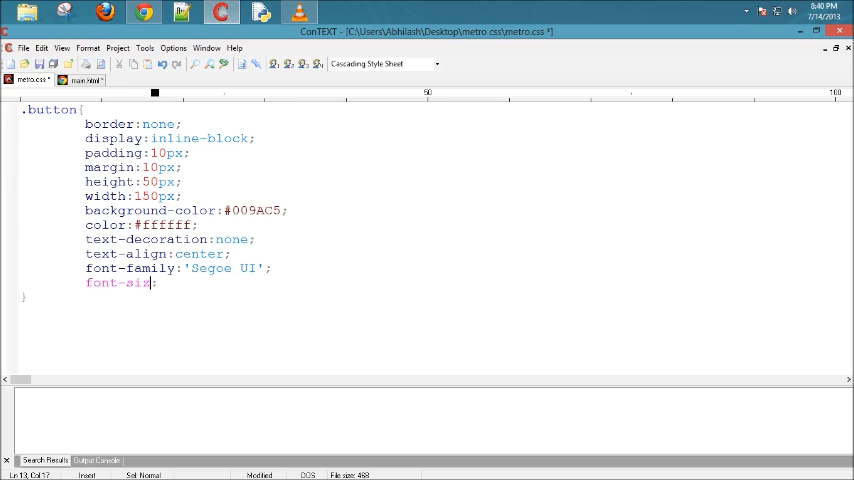 8:40 PM
7/14/2013
ConTEXT - [C:\Users\Abhilash\Desktop\metro css\metro.css *]
File Edit View Format Project Tools Options Window Help
Cascading Style Sheet
metro.css * main.html *
50 100
.button{
border:none;
display:inline-block;
padding:10px;
margin:10px;
height:50px;
width:150px;
background-color:#009AC5;
color:#ffffff;
text-decoration:none;
text-align:center;
font-family:'Segoe UI';
font-siz:
}
Search Results Output Console
Ln 13, Col 17 Insert Sel: Normal Modified DOS File size: 468